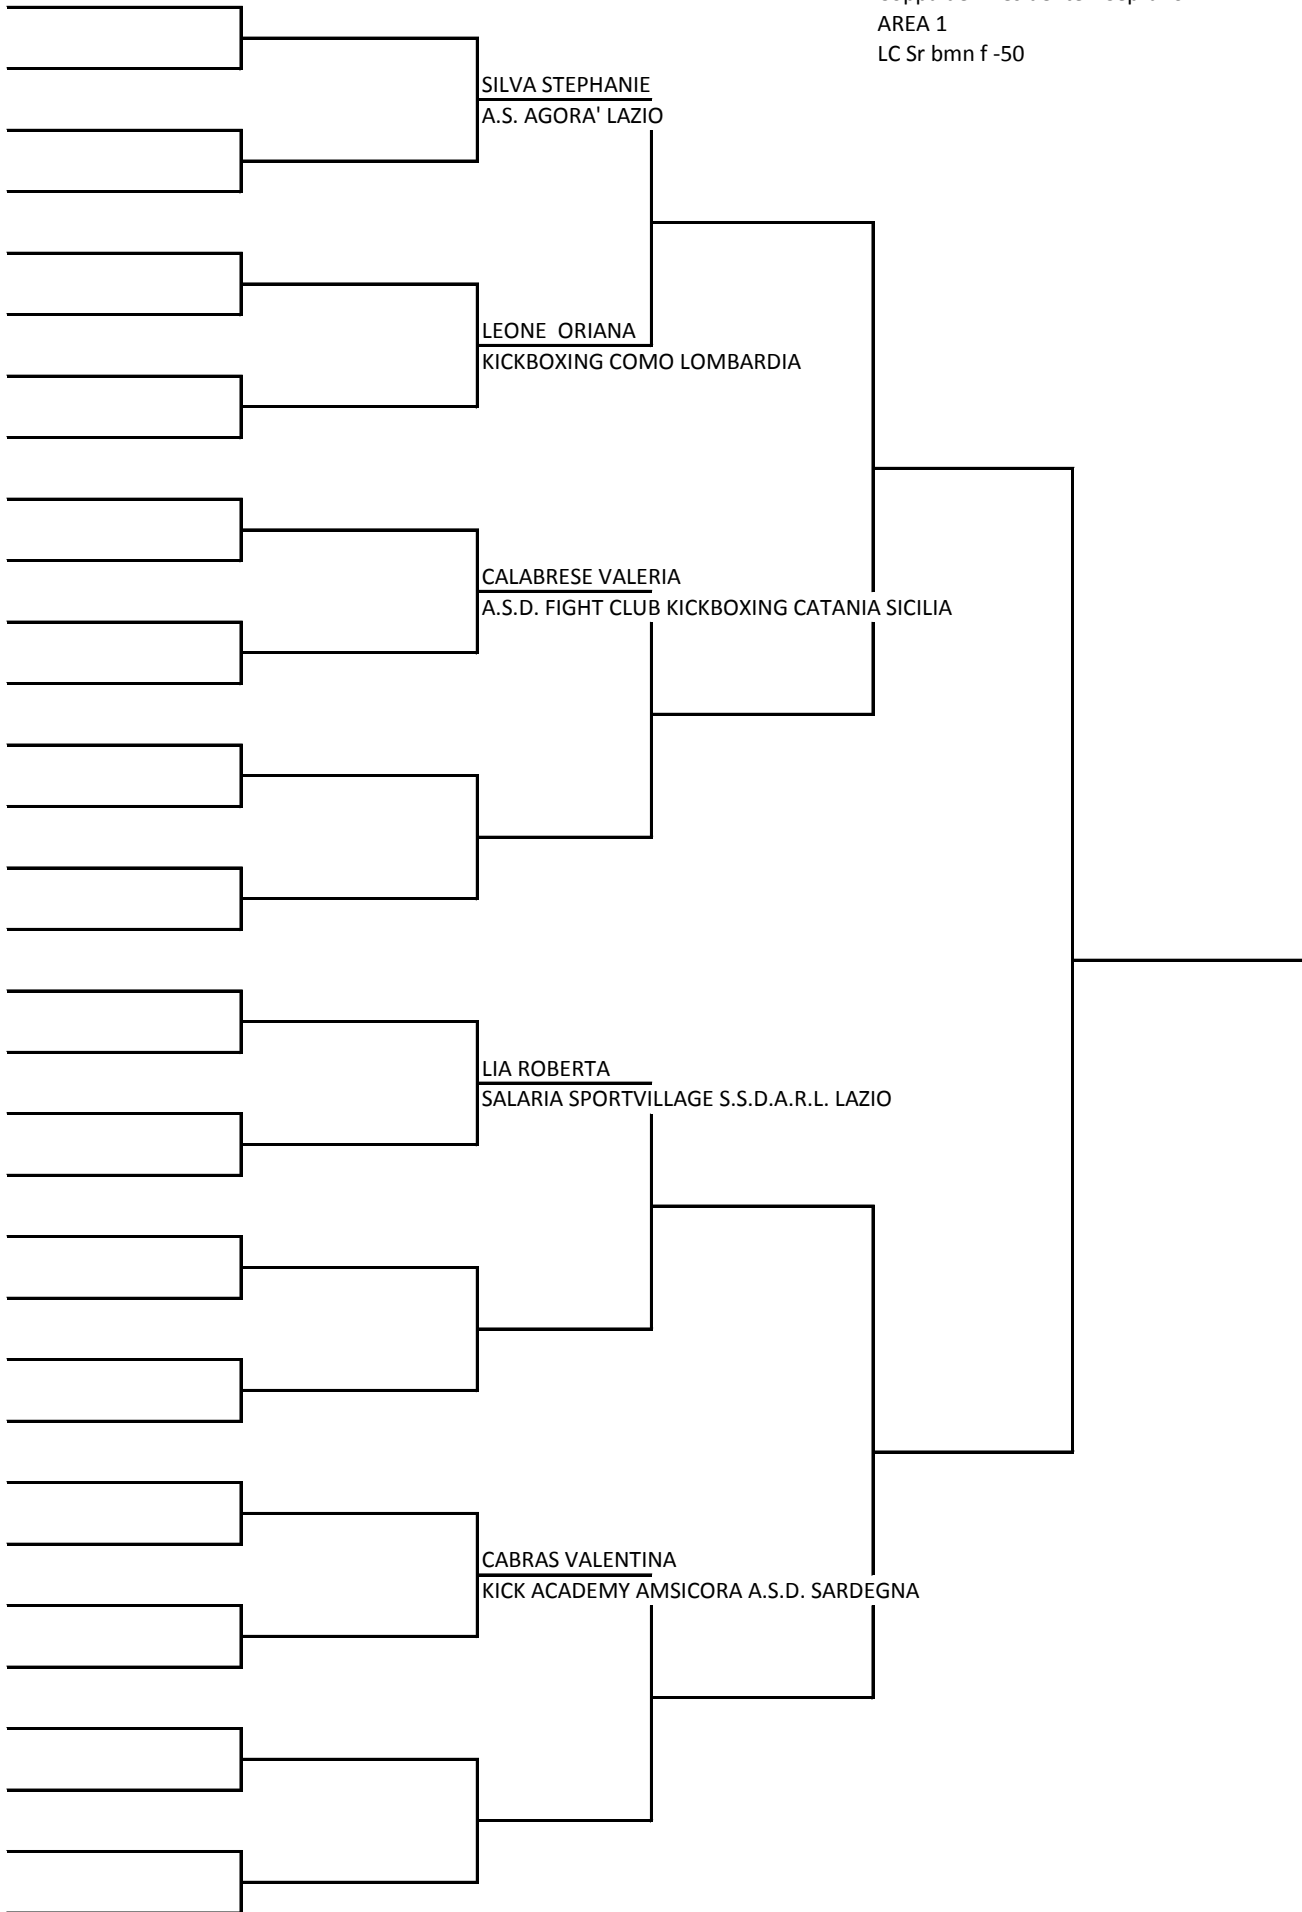 AREA 1
LC Sr bmn f -50
SILVA STEPHANIE
A.S. AGORA' LAZIO
LEONE  ORIANA
KICKBOXING COMO LOMBARDIA
CALABRESE VALERIA
A.S.D. FIGHT CLUB KICKBOXING CATANIA SICILIA
LIA ROBERTA
SALARIA SPORTVILLAGE S.S.D.A.R.L. LAZIO
CABRAS VALENTINA
KICK ACADEMY AMSICORA A.S.D. SARDEGNA